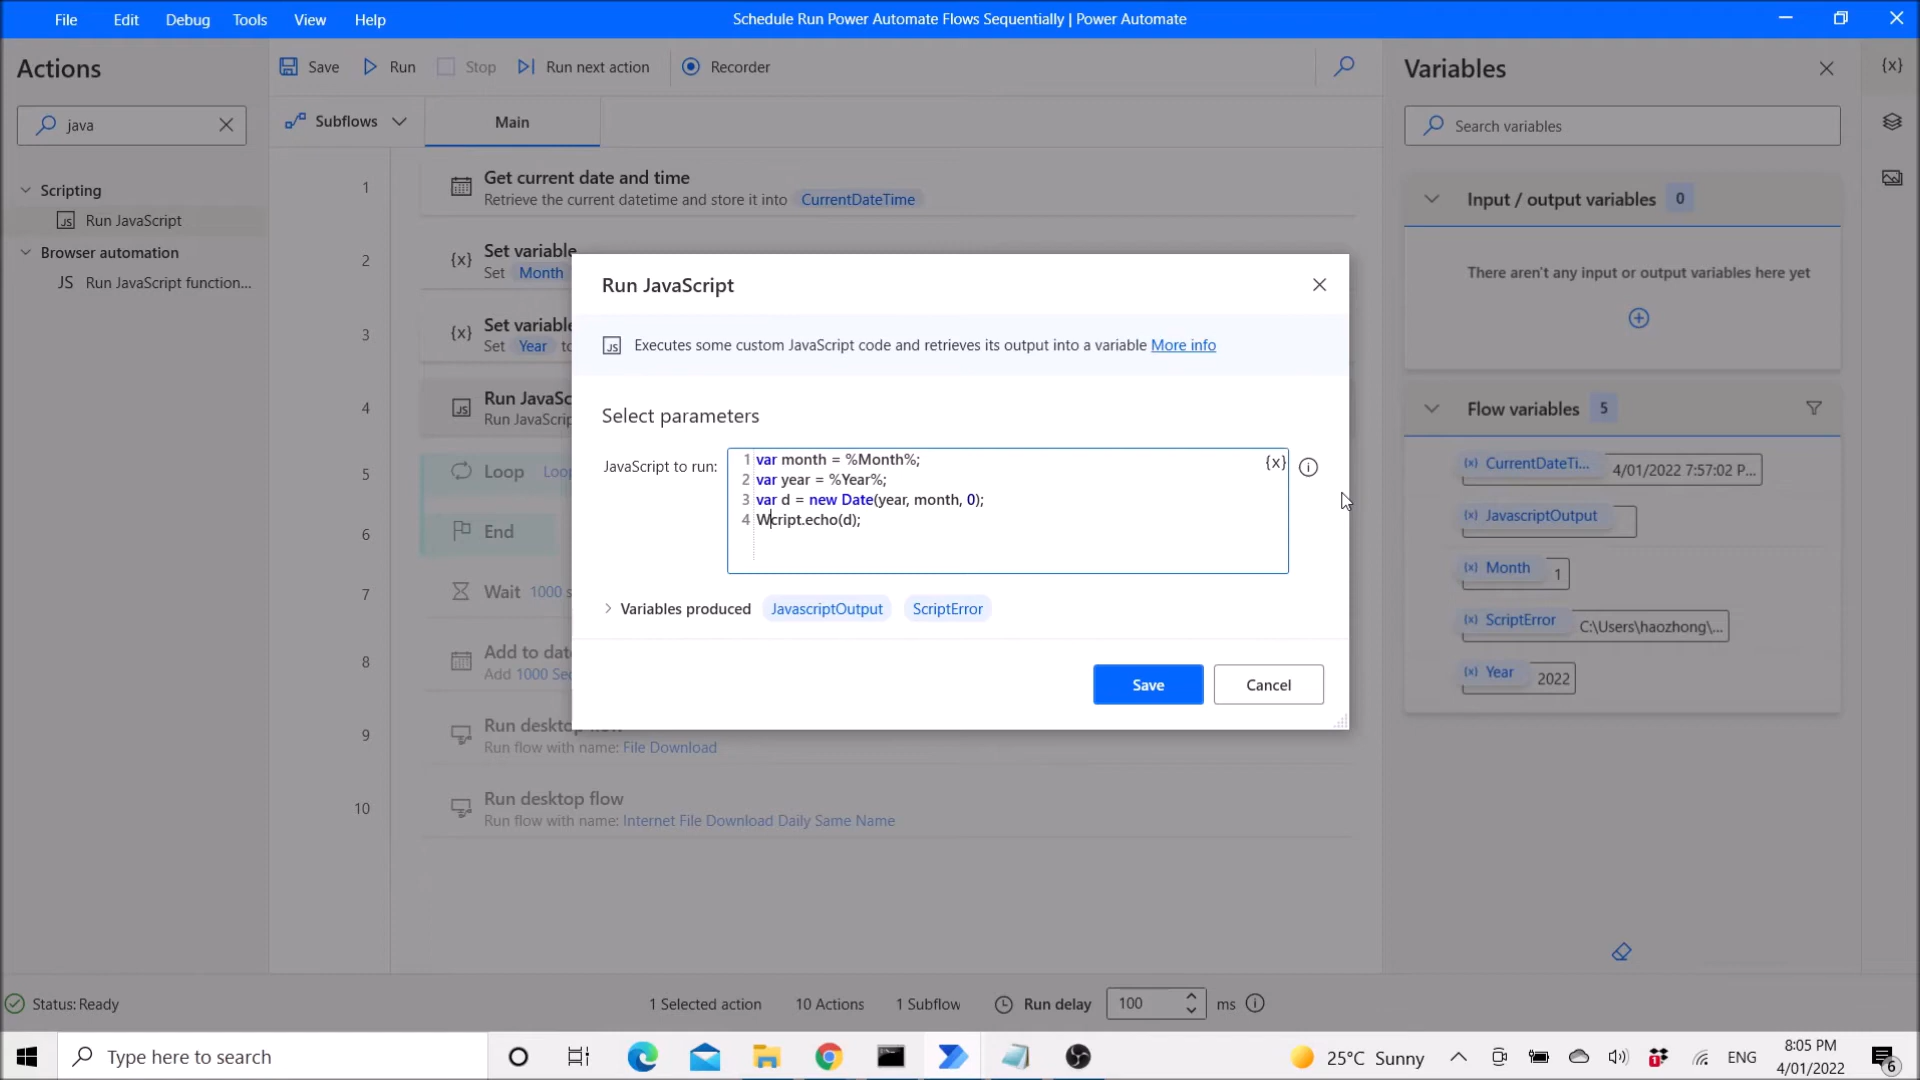 File Edit Debug Tools View Help
Schedule Run Power Automate Flows Sequentially | Power Automate
Actions
java
Scripting
Run JavaScript
Browser automation
JS Run JavaScript function...
Save Run Stop Run next action Recorder
Subflows
Main
1
Get current date and time
Retrieve the current datetime and store it into CurrentDateTime
2
{x} Set variable
Set Month
3
{x} Set variable
Set Year to
4
Run JavaSc
Run JavaScrip
5
Loop Loo
6
End
7
Wait 1000 s
8
Add to dat
Add 1000 Sec
9
Run desktop flow
Run flow with name: File Download
10
Run desktop flow
Run flow with name: Internet File Download Daily Same Name
Run JavaScript
JS Executes some custom JavaScript code and retrieves its output into a variable More info
Select parameters
JavaScript to run:
1 var month = %Month%;
2 var year = %Year%;
3 var d = new Date(year, month, 0);
4 Wcript.echo(d);
{x}
Variables produced JavascriptOutput ScriptError
Save Cancel
Variables
{x}
Search variables
Input / output variables 0
There aren't any input or output variables here yet
Flow variables 5
{x} CurrentDateTi... 4/01/2022 7:57:02 P...
{x} JavascriptOutput
{x} Month 1
{x} ScriptError C:\Users\haozhong\...
{x} Year 2022
Status: Ready
1 Selected action 10 Actions 1 Subflow Run delay 100 ms
Type here to search
25°C Sunny
1
ENG
8:05 PM
4/01/2022
6